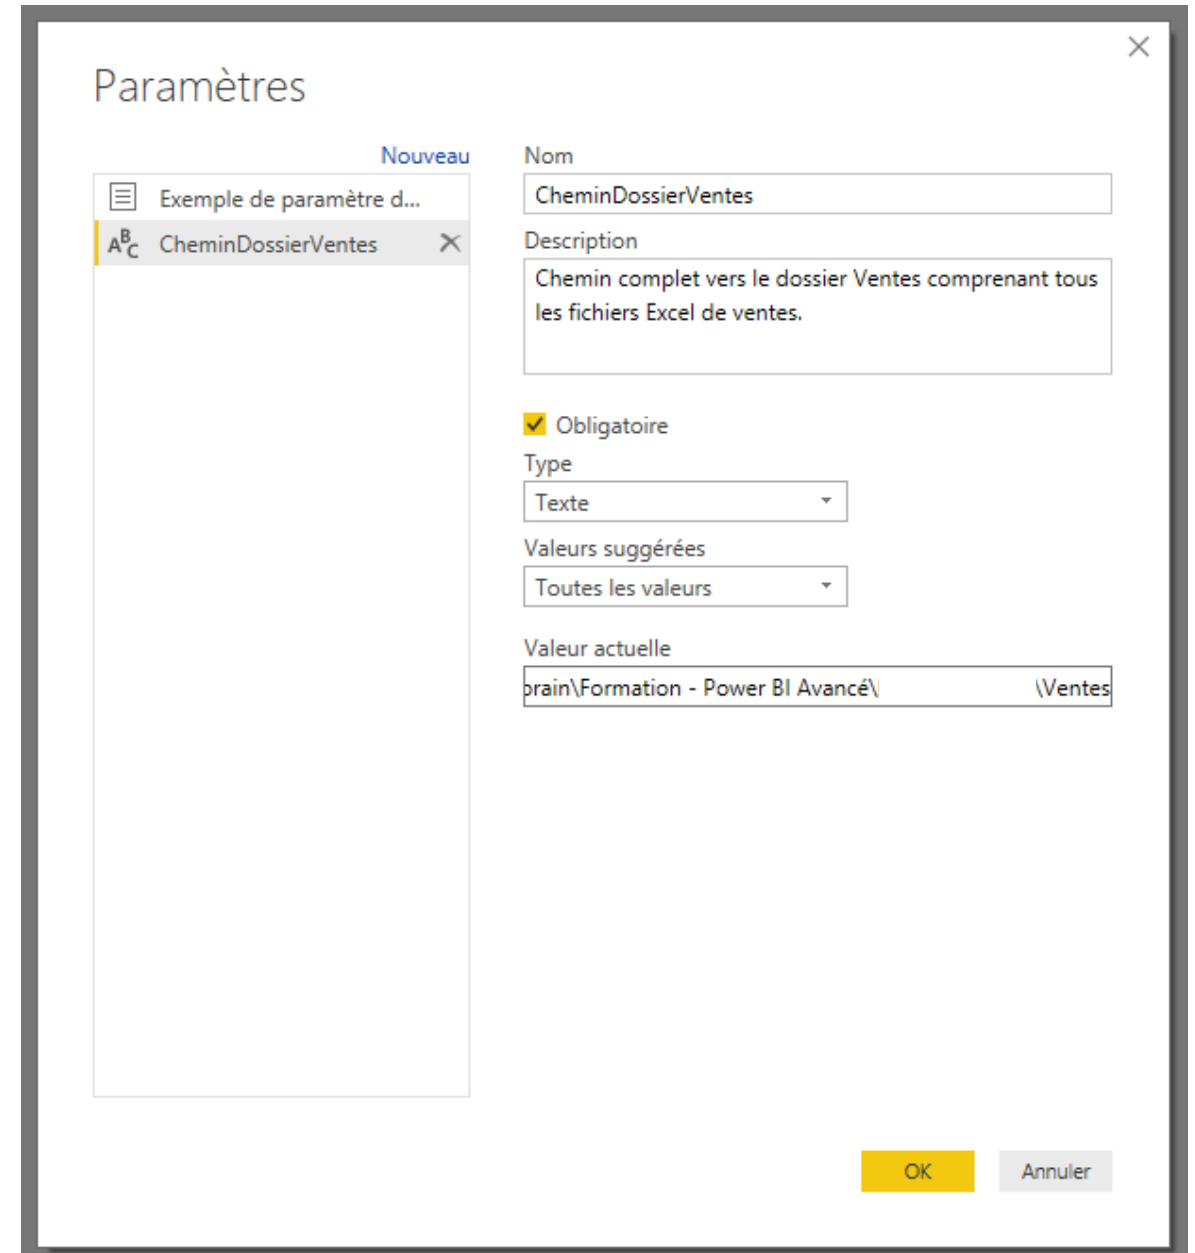 Paramètres
Nouveau
Exemple de paramètre d...
CheminDossierVentes
Nom
CheminDossierVentes
Description
Chemin complet vers le dossier Ventes comprenant tous
les fichiers Excel de ventes.
Obligatoire
Type
Texte
Valeurs suggérées
Toutes les valeurs
Valeur actuelle
\Formation - Power BI Avancé\ \Ventes
OK
Annuler